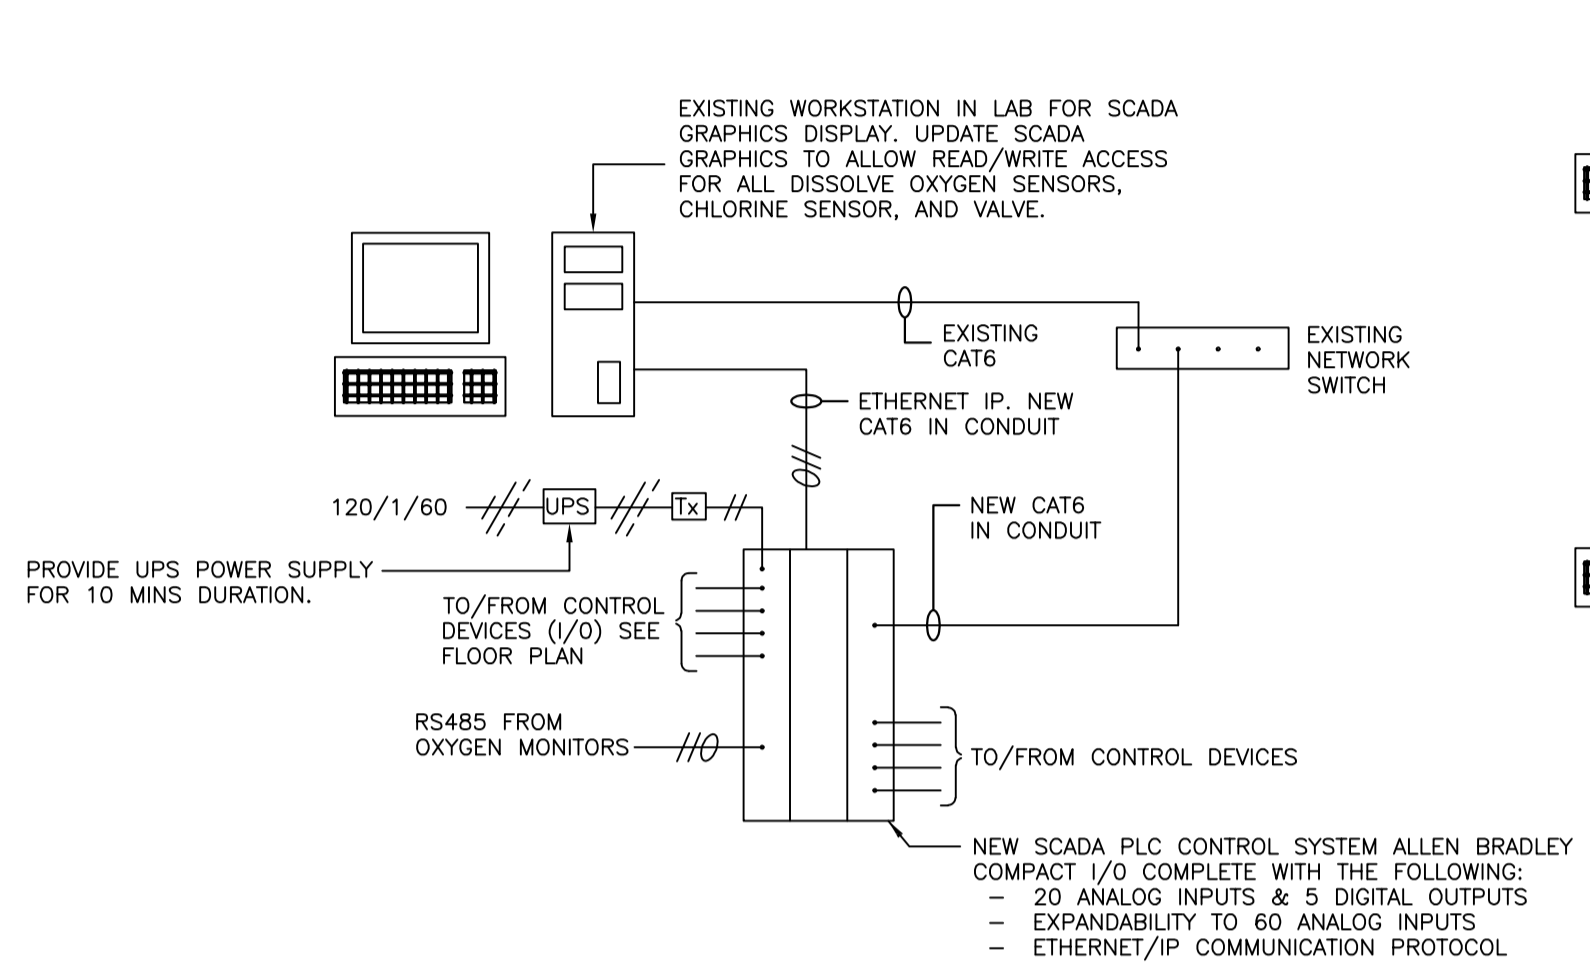 EXISTING WORKSTATION IN LAB FOR SCADA
GRAPHICS DISPLAY. UPDATE SCADA
GRAPHICS TO ALLOW READ/WRITE ACCESS
FOR ALL DISSOLVE OXYGEN SENSORS,
CHLORINE SENSOR, AND VALVE.
EXISTING
CAT6
EXISTING
NETWORK
SWITCH
ETHERNET IP. NEW
CAT6 IN CONDUIT
120/1/60
UPS
Tx
NEW CAT6
IN CONDUIT
PROVIDE UPS POWER SUPPLY
FOR 10 MINS DURATION.
TO/FROM CONTROL
DEVICES (I/O) SEE
FLOOR PLAN
RS485 FROM
OXYGEN MONITORS
TO/FROM CONTROL DEVICES
NEW SCADA PLC CONTROL SYSTEM ALLEN BRADLEY
COMPACT I/O COMPLETE WITH THE FOLLOWING:
– 20 ANALOG INPUTS & 5 DIGITAL OUTPUTS
– EXPANDABILITY TO 60 ANALOG INPUTS
– ETHERNET/IP COMMUNICATION PROTOCOL